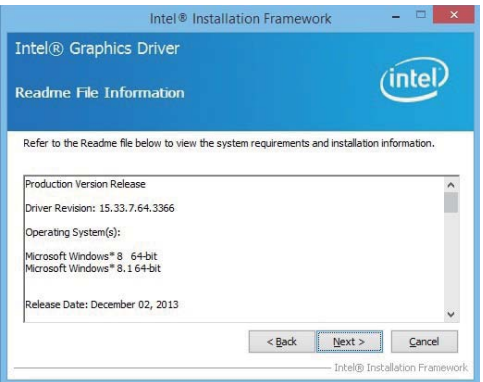 Intel® Installation Framework
Intel® Graphics Driver
Readme File Information
intel
Refer to the Readme file below to view the system requirements and installation information.
Production Version Release
Driver Revision: 15.33.7.64.3366
Operating System(s):
Microsoft Windows* 8 64-bit
Microsoft Windows* 8.1 64-bit
Release Date: December 02, 2013
< Back Next > Cancel
Intel® Installation Framework